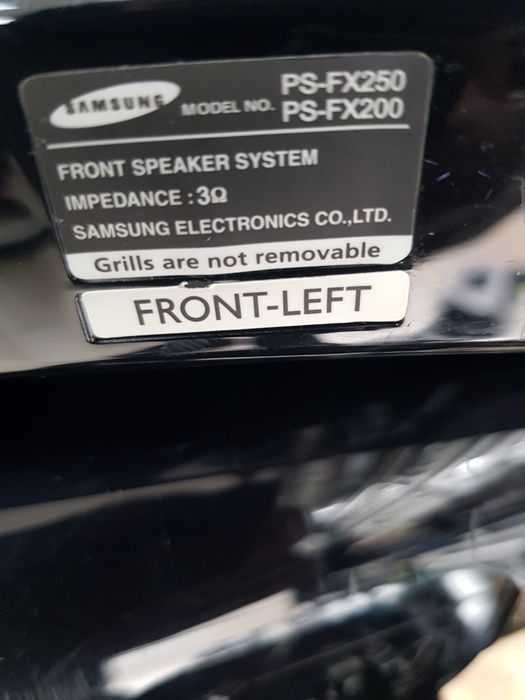 SAMSUNG MODEL NO. PS-FX250
PS-FX200
FRONT SPEAKER SYSTEM
IMPEDANCE : 3Ω
SAMSUNG ELECTRONICS CO.,LTD.
Grills are not removable
FRONT-LEFT